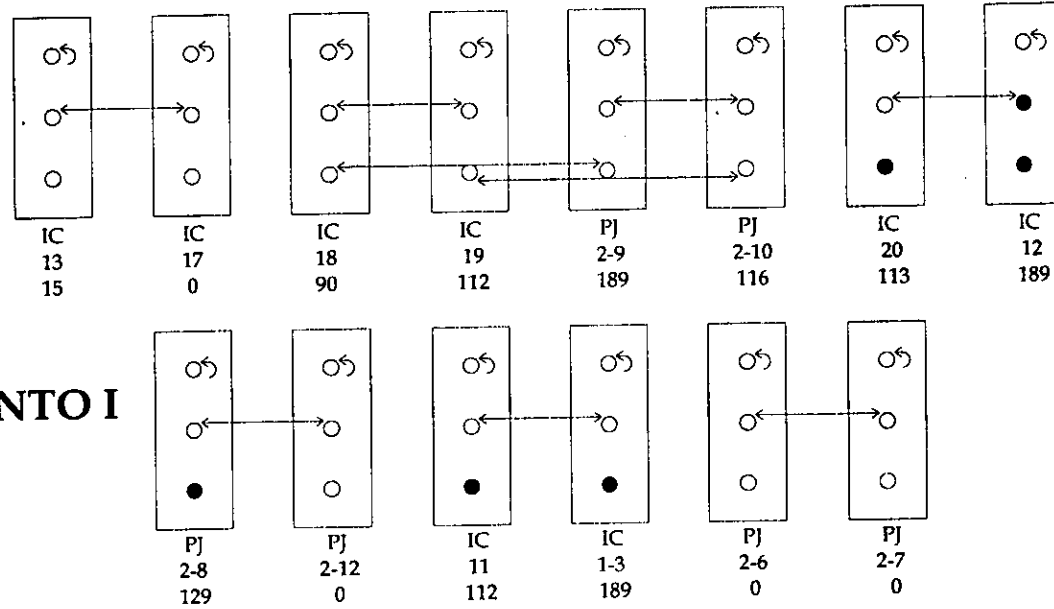 IC IC IC IC PJ PJ IC IC
13 17 18 19 2-9 2-10 20 12
15 0 90 112 189 116 113 189
NTO I
PJ PJ IC IC PJ PJ
2-8 2-12 11 1-3 2-6 2-7
129 0 112 189 0 0